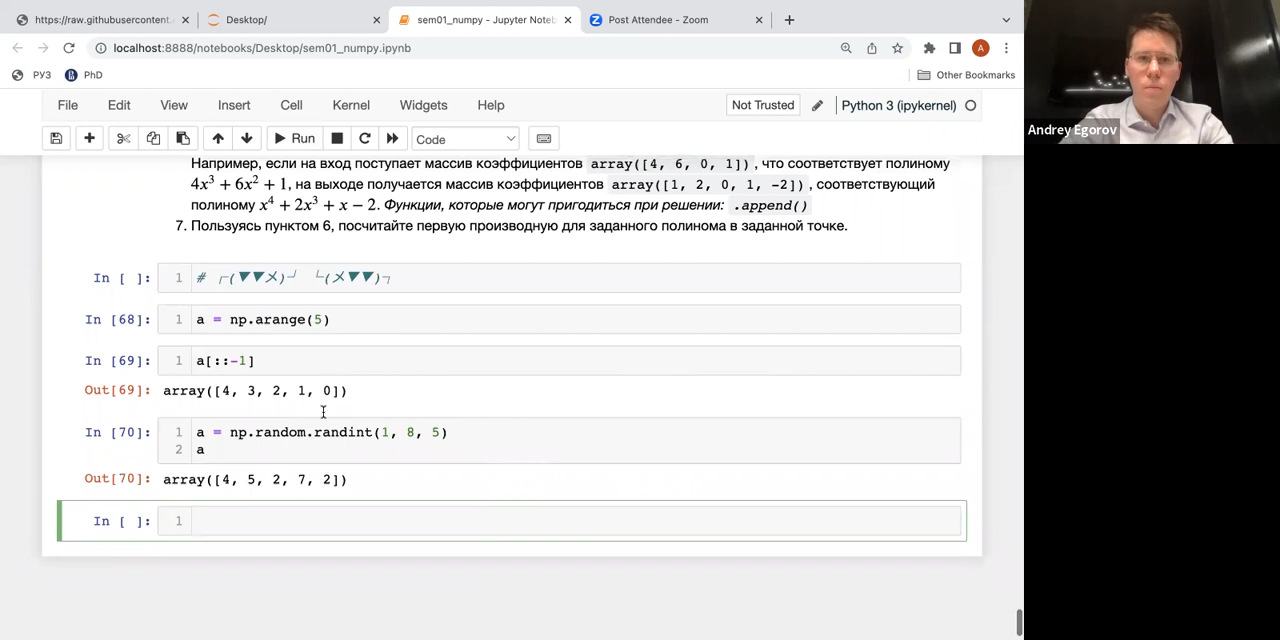 https://raw.githubusercontent.
Desktop/
sem01_numpy - Jupyter Noteb
Post Attendee - Zoom
localhost:8888/notebooks/Desktop/sem01_numpy.ipynb
A
РУЗ
PhD
Other Bookmarks
File Edit View Insert Cell Kernel Widgets Help
Not Trusted
Python 3 (ipykernel)
Run
Code
Например, если на вход поступает массив коэффициентов array([4, 6, 0, 1]), что соответствует полиному
4x³ + 6x² + 1, на выходе получается массив коэффициентов array([1, 2, 0, 1, -2]), соответствующий
полиному x⁴ + 2x³ + x − 2. Функции, которые могут пригодиться при решении: .append()
7. Пользуясь пунктом 6, посчитайте первую производную для заданного полинома в заданной точке.
In [ ]: 1 # ┌(▼▼メ)┘ └(メ▼▼)┐
In [68]: 1 a = np.arange(5)
In [69]: 1 a[::-1]
Out[69]: array([4, 3, 2, 1, 0])
In [70]: 1 a = np.random.randint(1, 8, 5)
2 a
Out[70]: array([4, 5, 2, 7, 2])
In [ ]: 1
Andrey Egorov